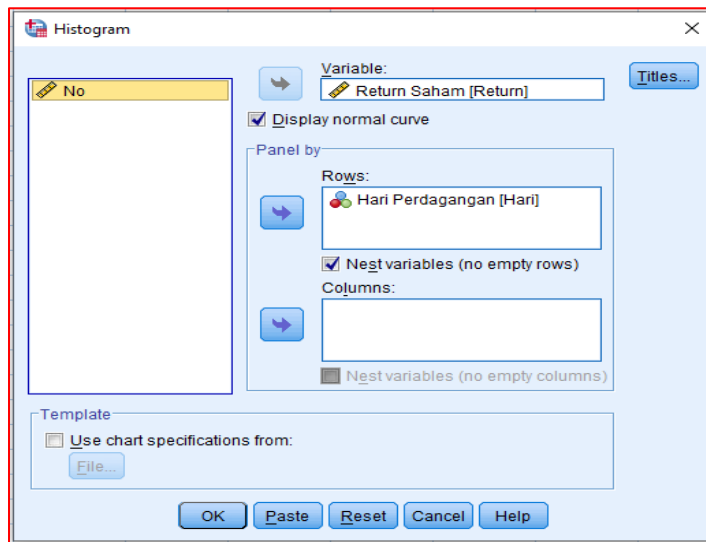 Histogram
No
Variable:
Return Saham [Return]
Titles...
Display normal curve
Panel by
Rows:
Hari Perdagangan [Hari]
Nest variables (no empty rows)
Columns:
Nest variables (no empty columns)
Template
Use chart specifications from:
File...
OK Paste Reset Cancel Help